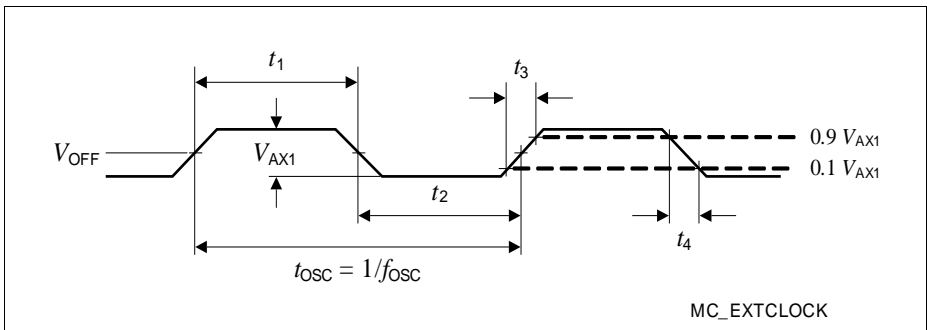 t1
t3
VOFF
VAX1
0.9 VAX1
0.1 VAX1
t2
t4
tOSC = 1/fOSC
MC_EXTCLOCK